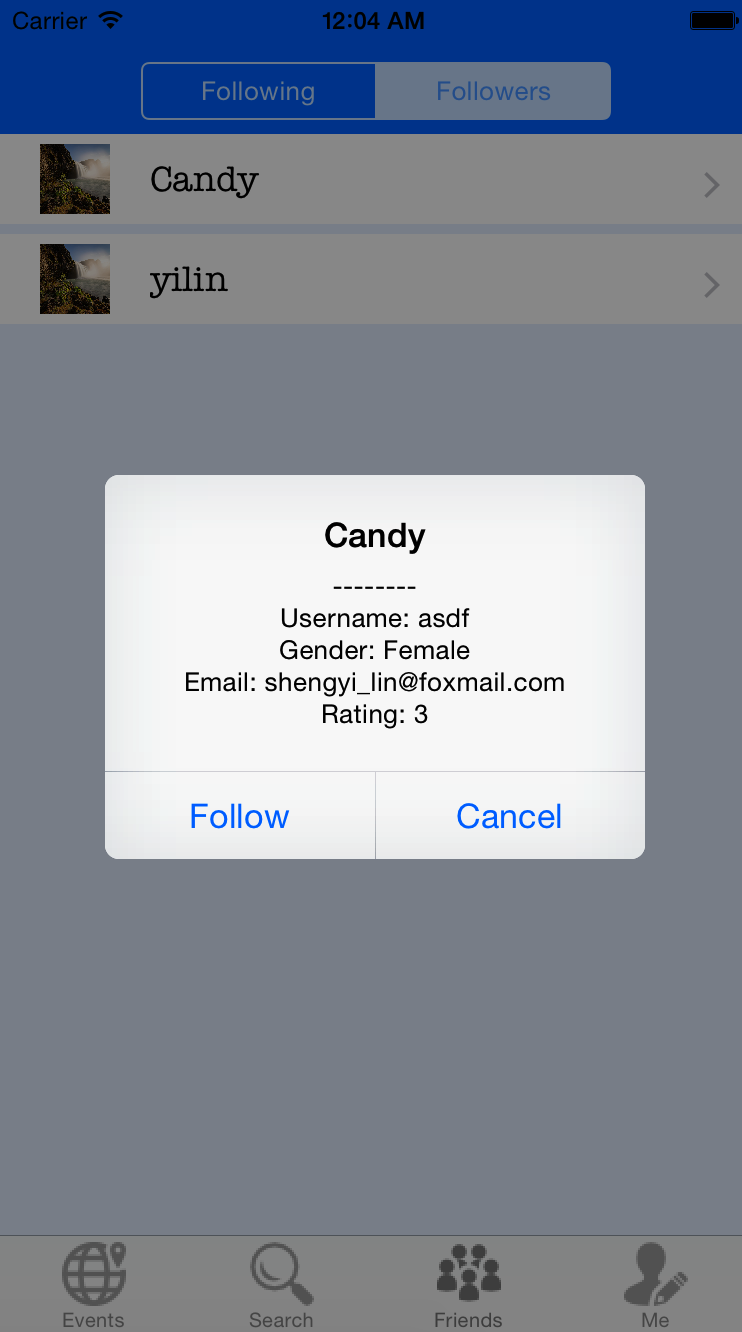 Carrier 12:04 AM
Following Followers
Candy
yilin
Candy
--------
Username: asdf
Gender: Female
Email: shengyi_lin@foxmail.com
Rating: 3
Follow Cancel
Events Search Friends Me